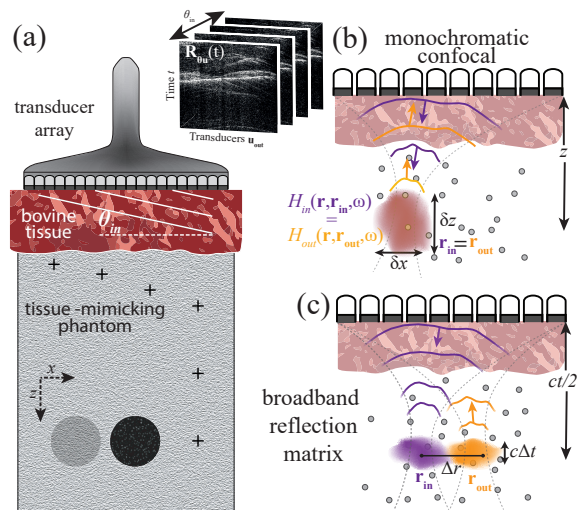 (a)
θin
Rθu(t)
Time t
Transducers uout
transducer
array
bovine
tissue
θin
tissue -mimicking
phantom
x
z
(b)
monochromatic
confocal
z
Hin(r,rin,ω)
=
Hout(r,rout,ω)
δz
rin=rout
δx
(c)
broadband
reflection
matrix
ct/2
cΔt
Δr
rin
rout